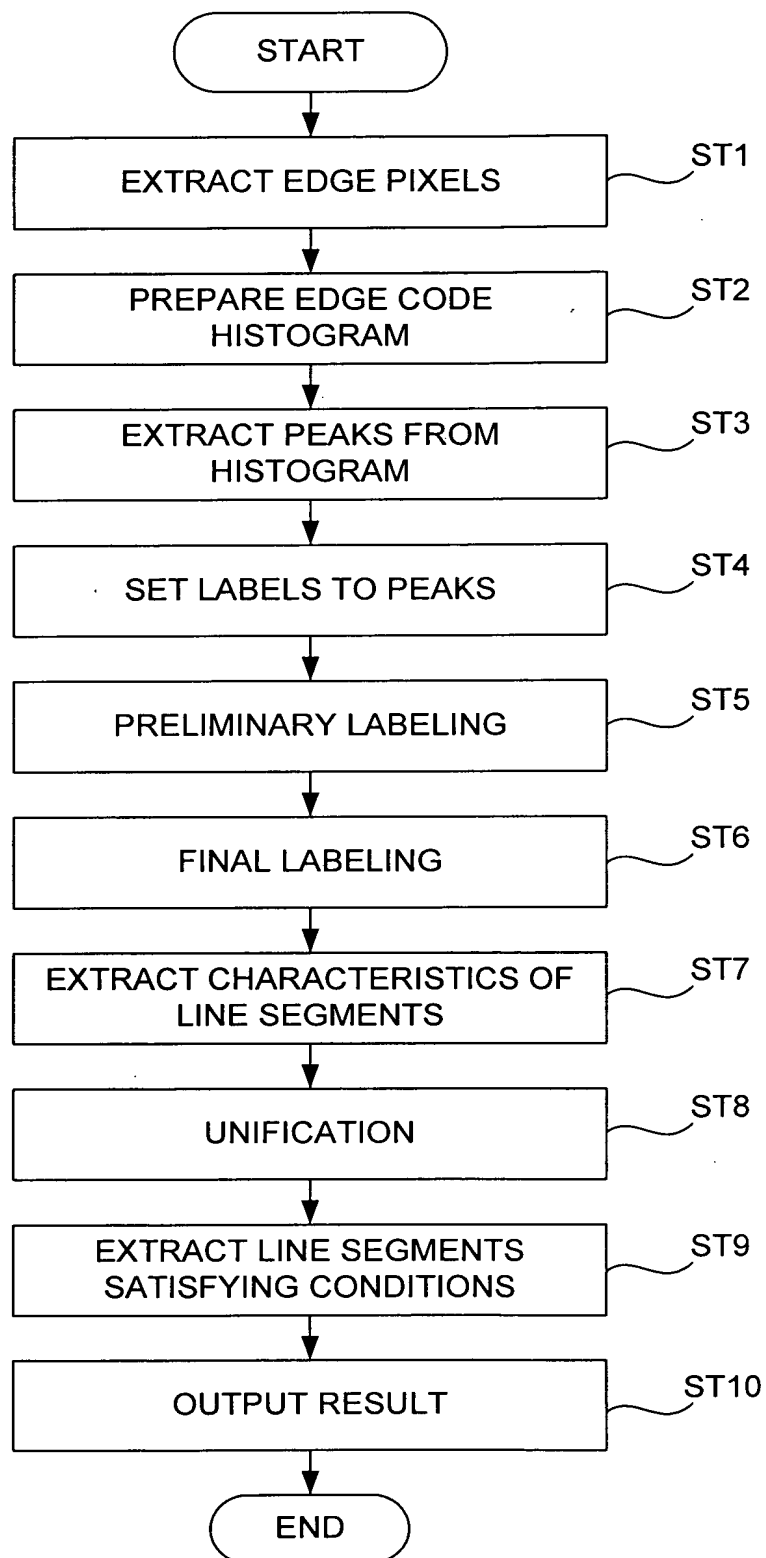 START
EXTRACT EDGE PIXELS
ST1
PREPARE EDGE CODE
HISTOGRAM
ST2
EXTRACT PEAKS FROM
HISTOGRAM
ST3
SET LABELS TO PEAKS
ST4
PRELIMINARY LABELING
ST5
FINAL LABELING
ST6
EXTRACT CHARACTERISTICS OF
LINE SEGMENTS
ST7
UNIFICATION
ST8
EXTRACT LINE SEGMENTS
SATISFYING CONDITIONS
ST9
OUTPUT RESULT
ST10
END